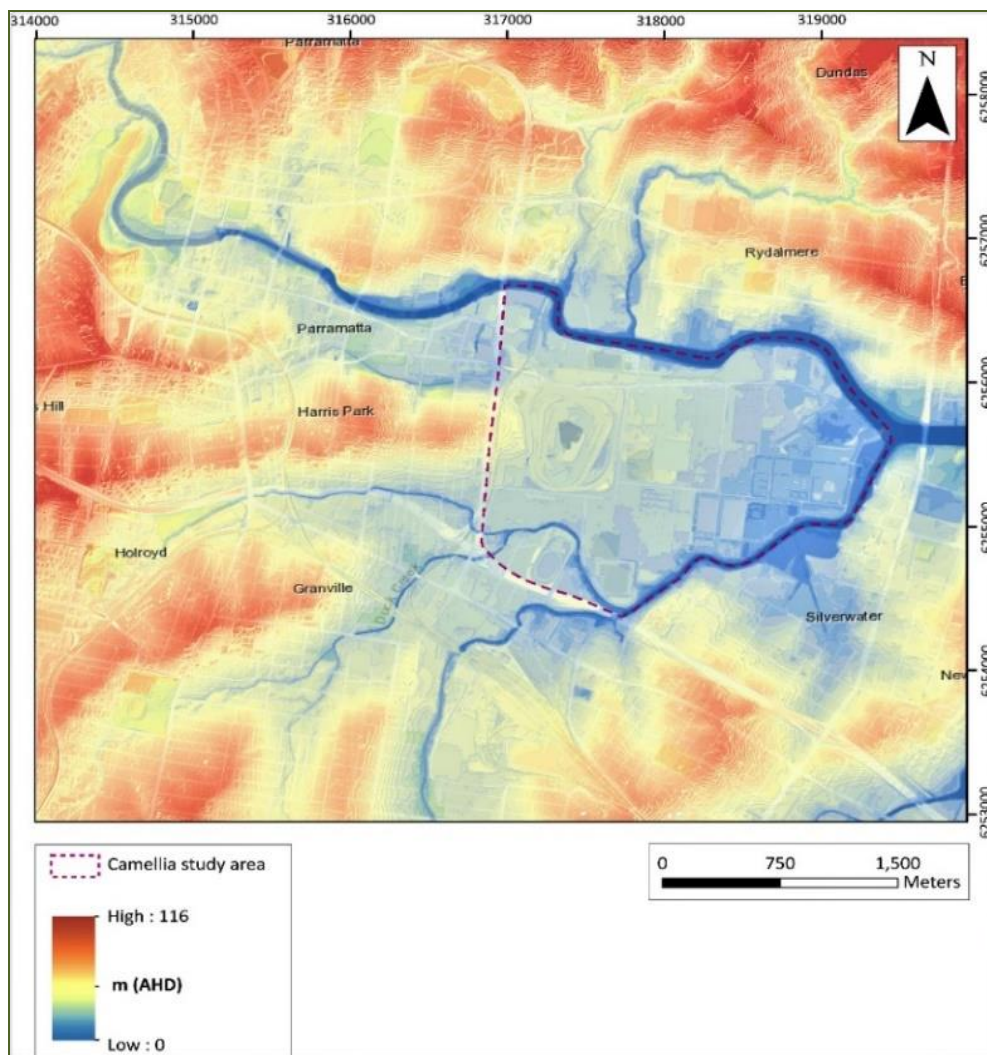 314000 315000 316000 317000 318000 319000
Parramatta
N
Dundas
6258000
6257000
Rydalmere
Parramatta
6256000
s Hill
Harris Park
6255000
Holroyd
Granville
Silverwater
6254000
New
6253000
Camellia study area
High : 116
m (AHD)
Low : 0
0 750 1,500
Meters